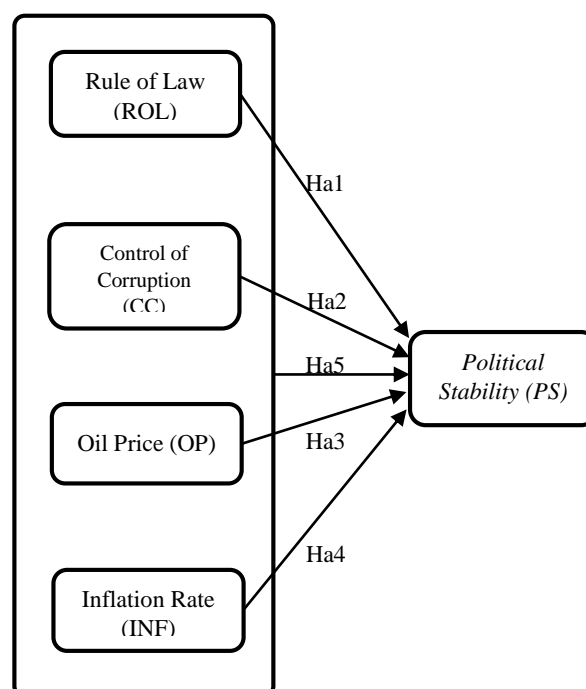 Rule of Law
(ROL)
Ha1
Control of
Corruption
(CC)
Ha2
Political
Stability (PS)
Ha5
Oil Price (OP)
Ha3
Ha4
Inflation Rate
(INF)